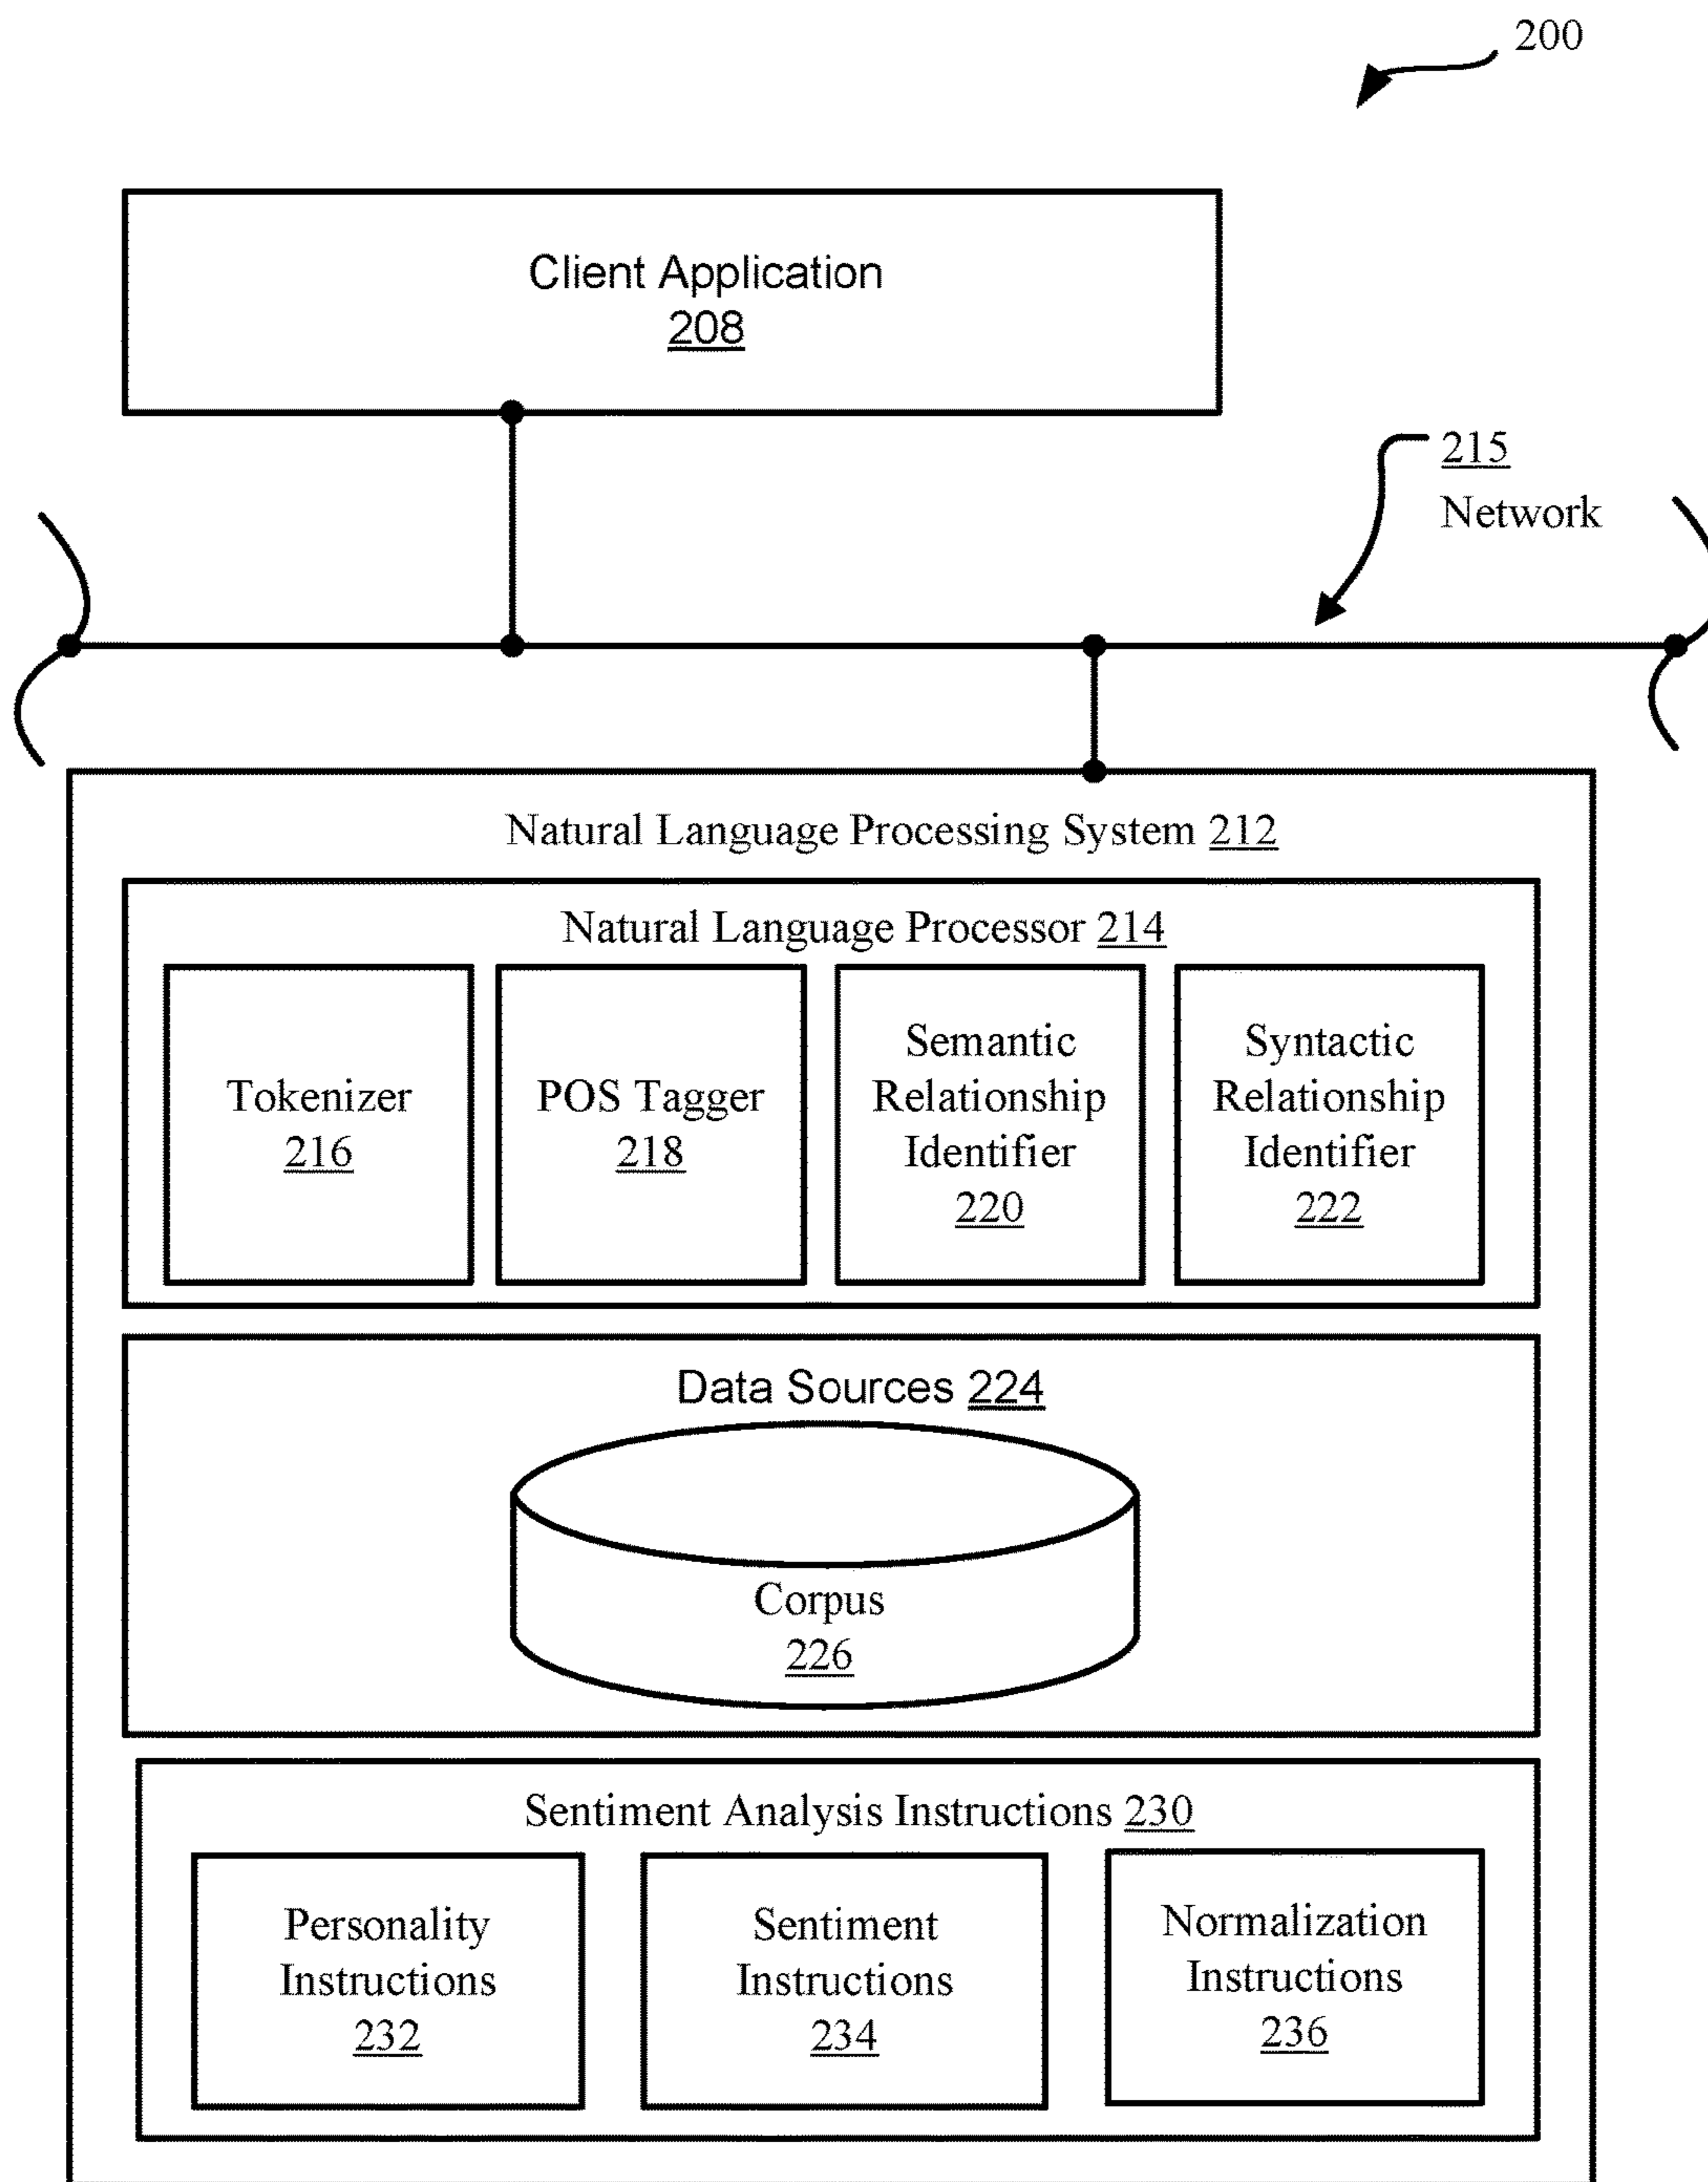 200
Client Application
208
215
Network
Natural Language Processing System 212
Natural Language Processor 214
Tokenizer
216
POS Tagger
218
Semantic
Relationship
Identifier
220
Syntactic
Relationship
Identifier
222
Data Sources 224
Corpus
226
Sentiment Analysis Instructions 230
Personality
Instructions
232
Sentiment
Instructions
234
Normalization
Instructions
236